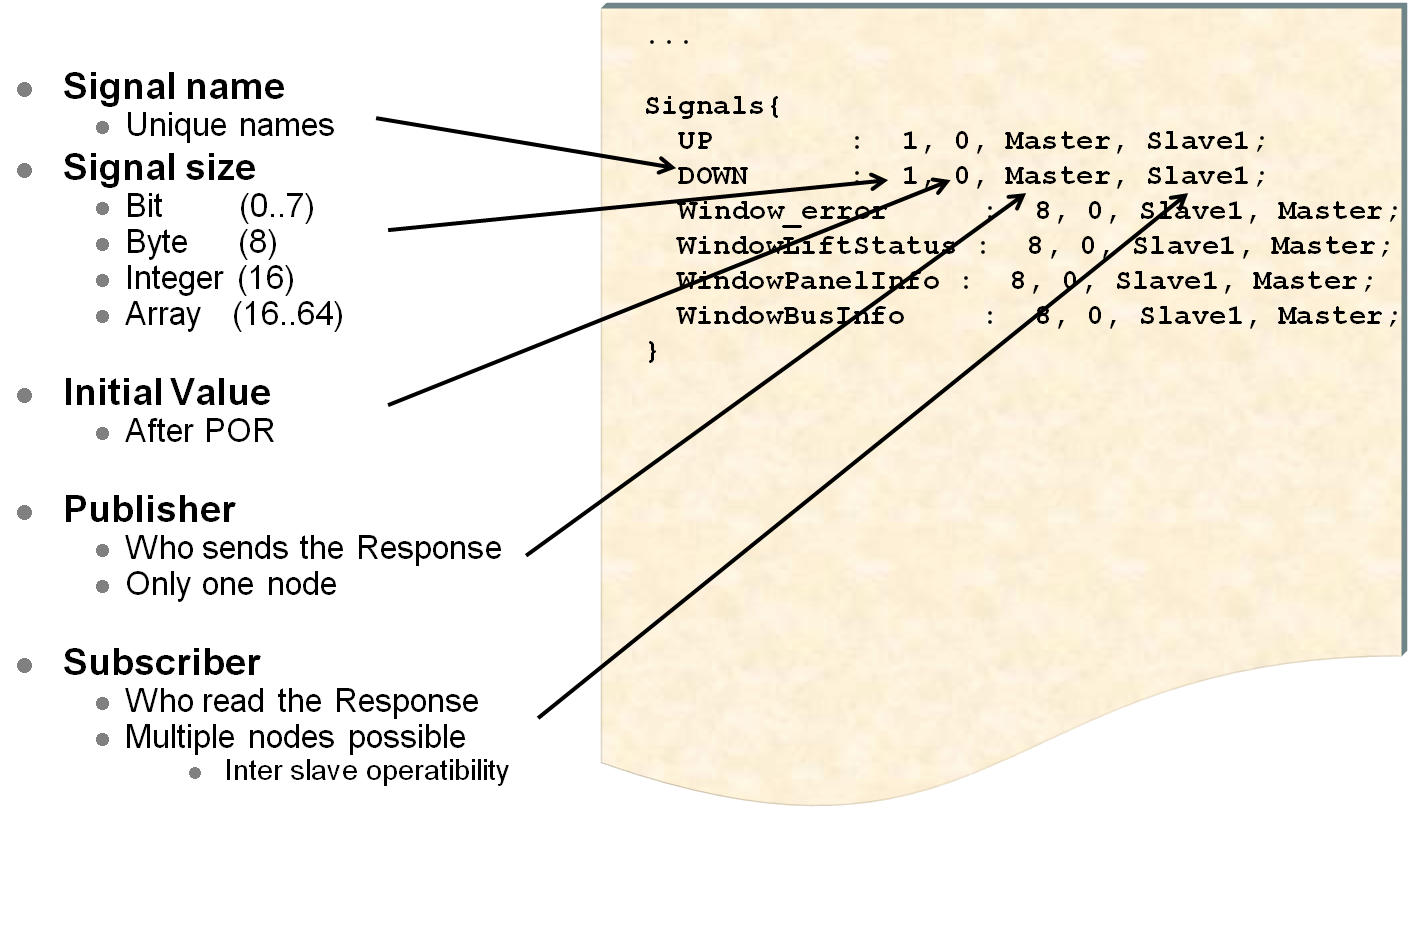 Signal name
Unique names
Signal size
Bit (0..7)
Byte (8)
Integer (16)
Array (16..64)
Initial Value
After POR
Publisher
Who sends the Response
Only one node
Subscriber
Who read the Response
Multiple nodes possible
Inter slave operatibility
...
Signals{
UP : 1, 0, Master, Slave1;
DOWN : 1, 0, Master, Slave1;
Window_error : 8, 0, Slave1, Master;
WindowLiftStatus : 8, 0, Slave1, Master;
WindowPanelInfo : 8, 0, Slave1, Master;
WindowBusInfo : 8, 0, Slave1, Master;
}